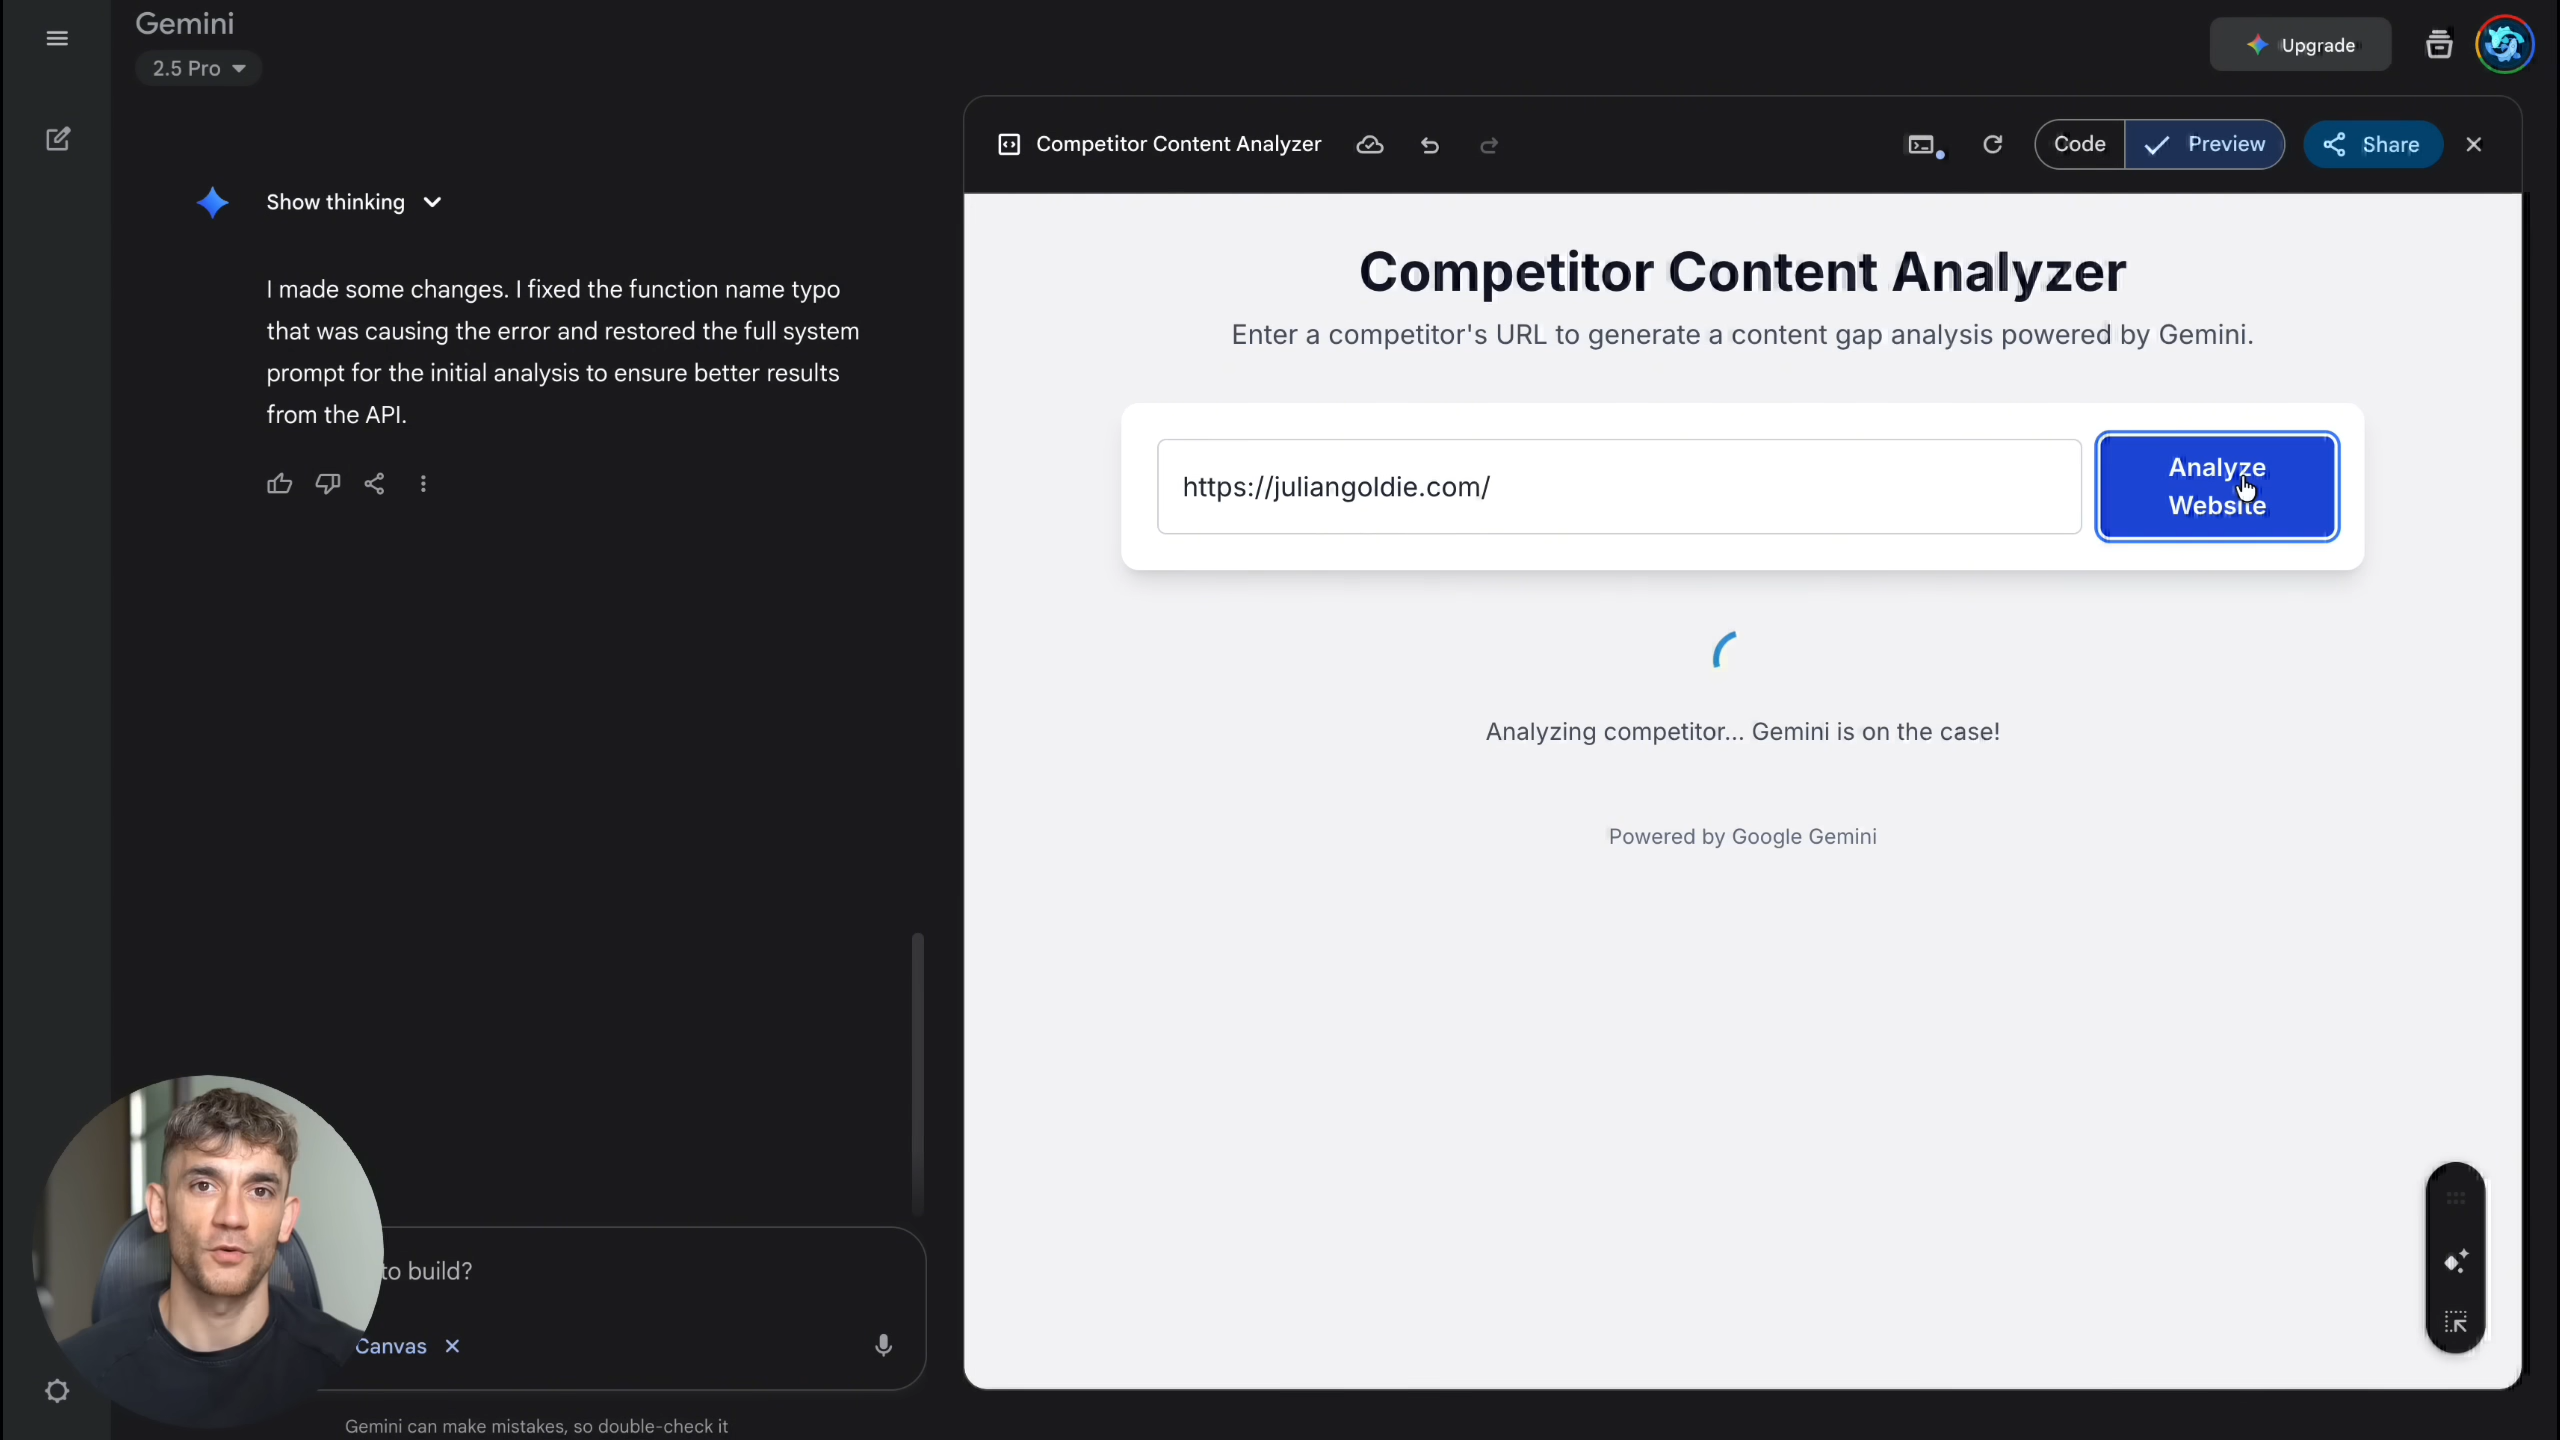 Gemini
2.5 Pro
Upgrade
Show thinking
I made some changes. I fixed the function name typo
that was causing the error and restored the full system
prompt for the initial analysis to ensure better results
from the API.
to build?
Canvas
Gemini can make mistakes, so double-check it
Competitor Content Analyzer
Code
Preview
Share
Competitor Content Analyzer
Enter a competitor's URL to generate a content gap analysis powered by Gemini.
https://juliangoldie.com/
Analyze
Website
Analyzing competitor... Gemini is on the case!
Powered by Google Gemini